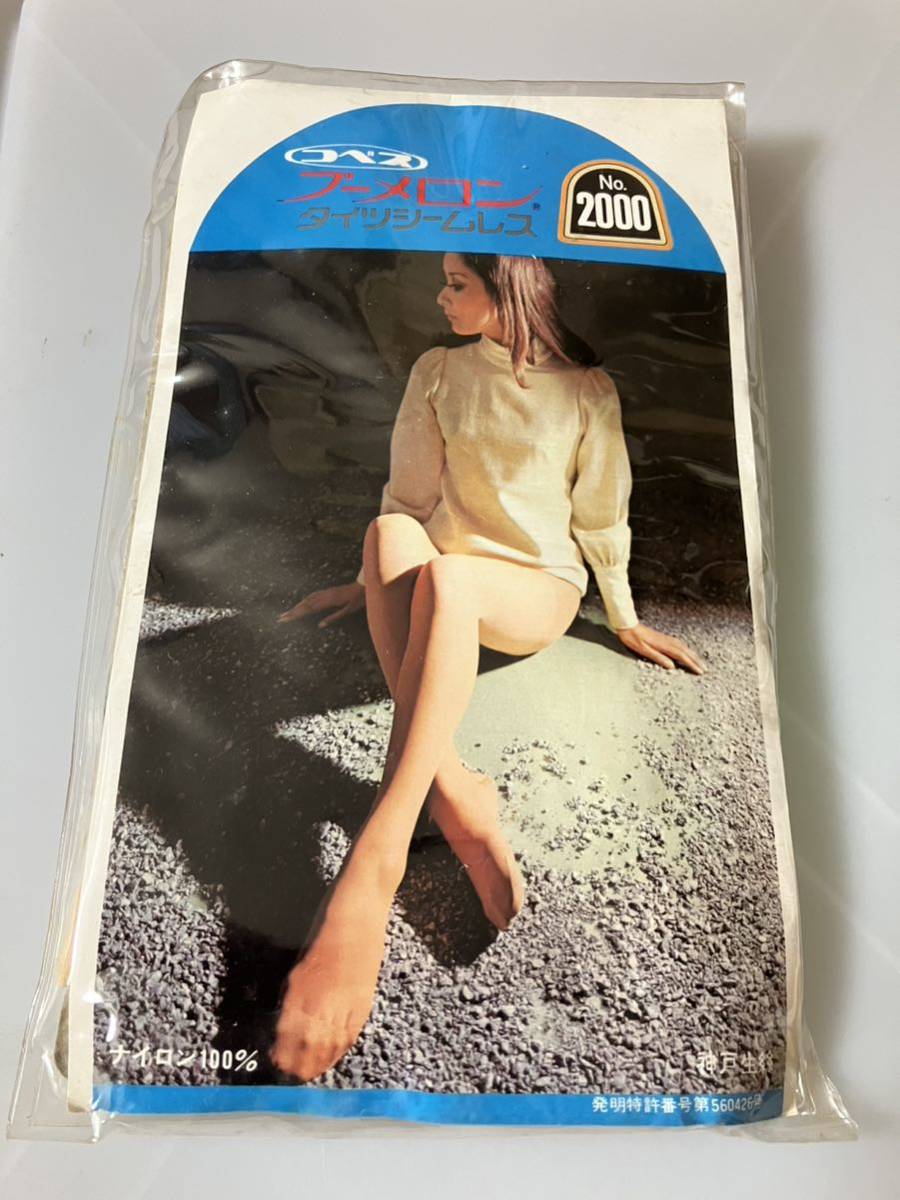 コベス
ブーメロン®
タイツシームレス
No.
2000
ナイロン100%
神戸生絲
発明特許番号第560426号